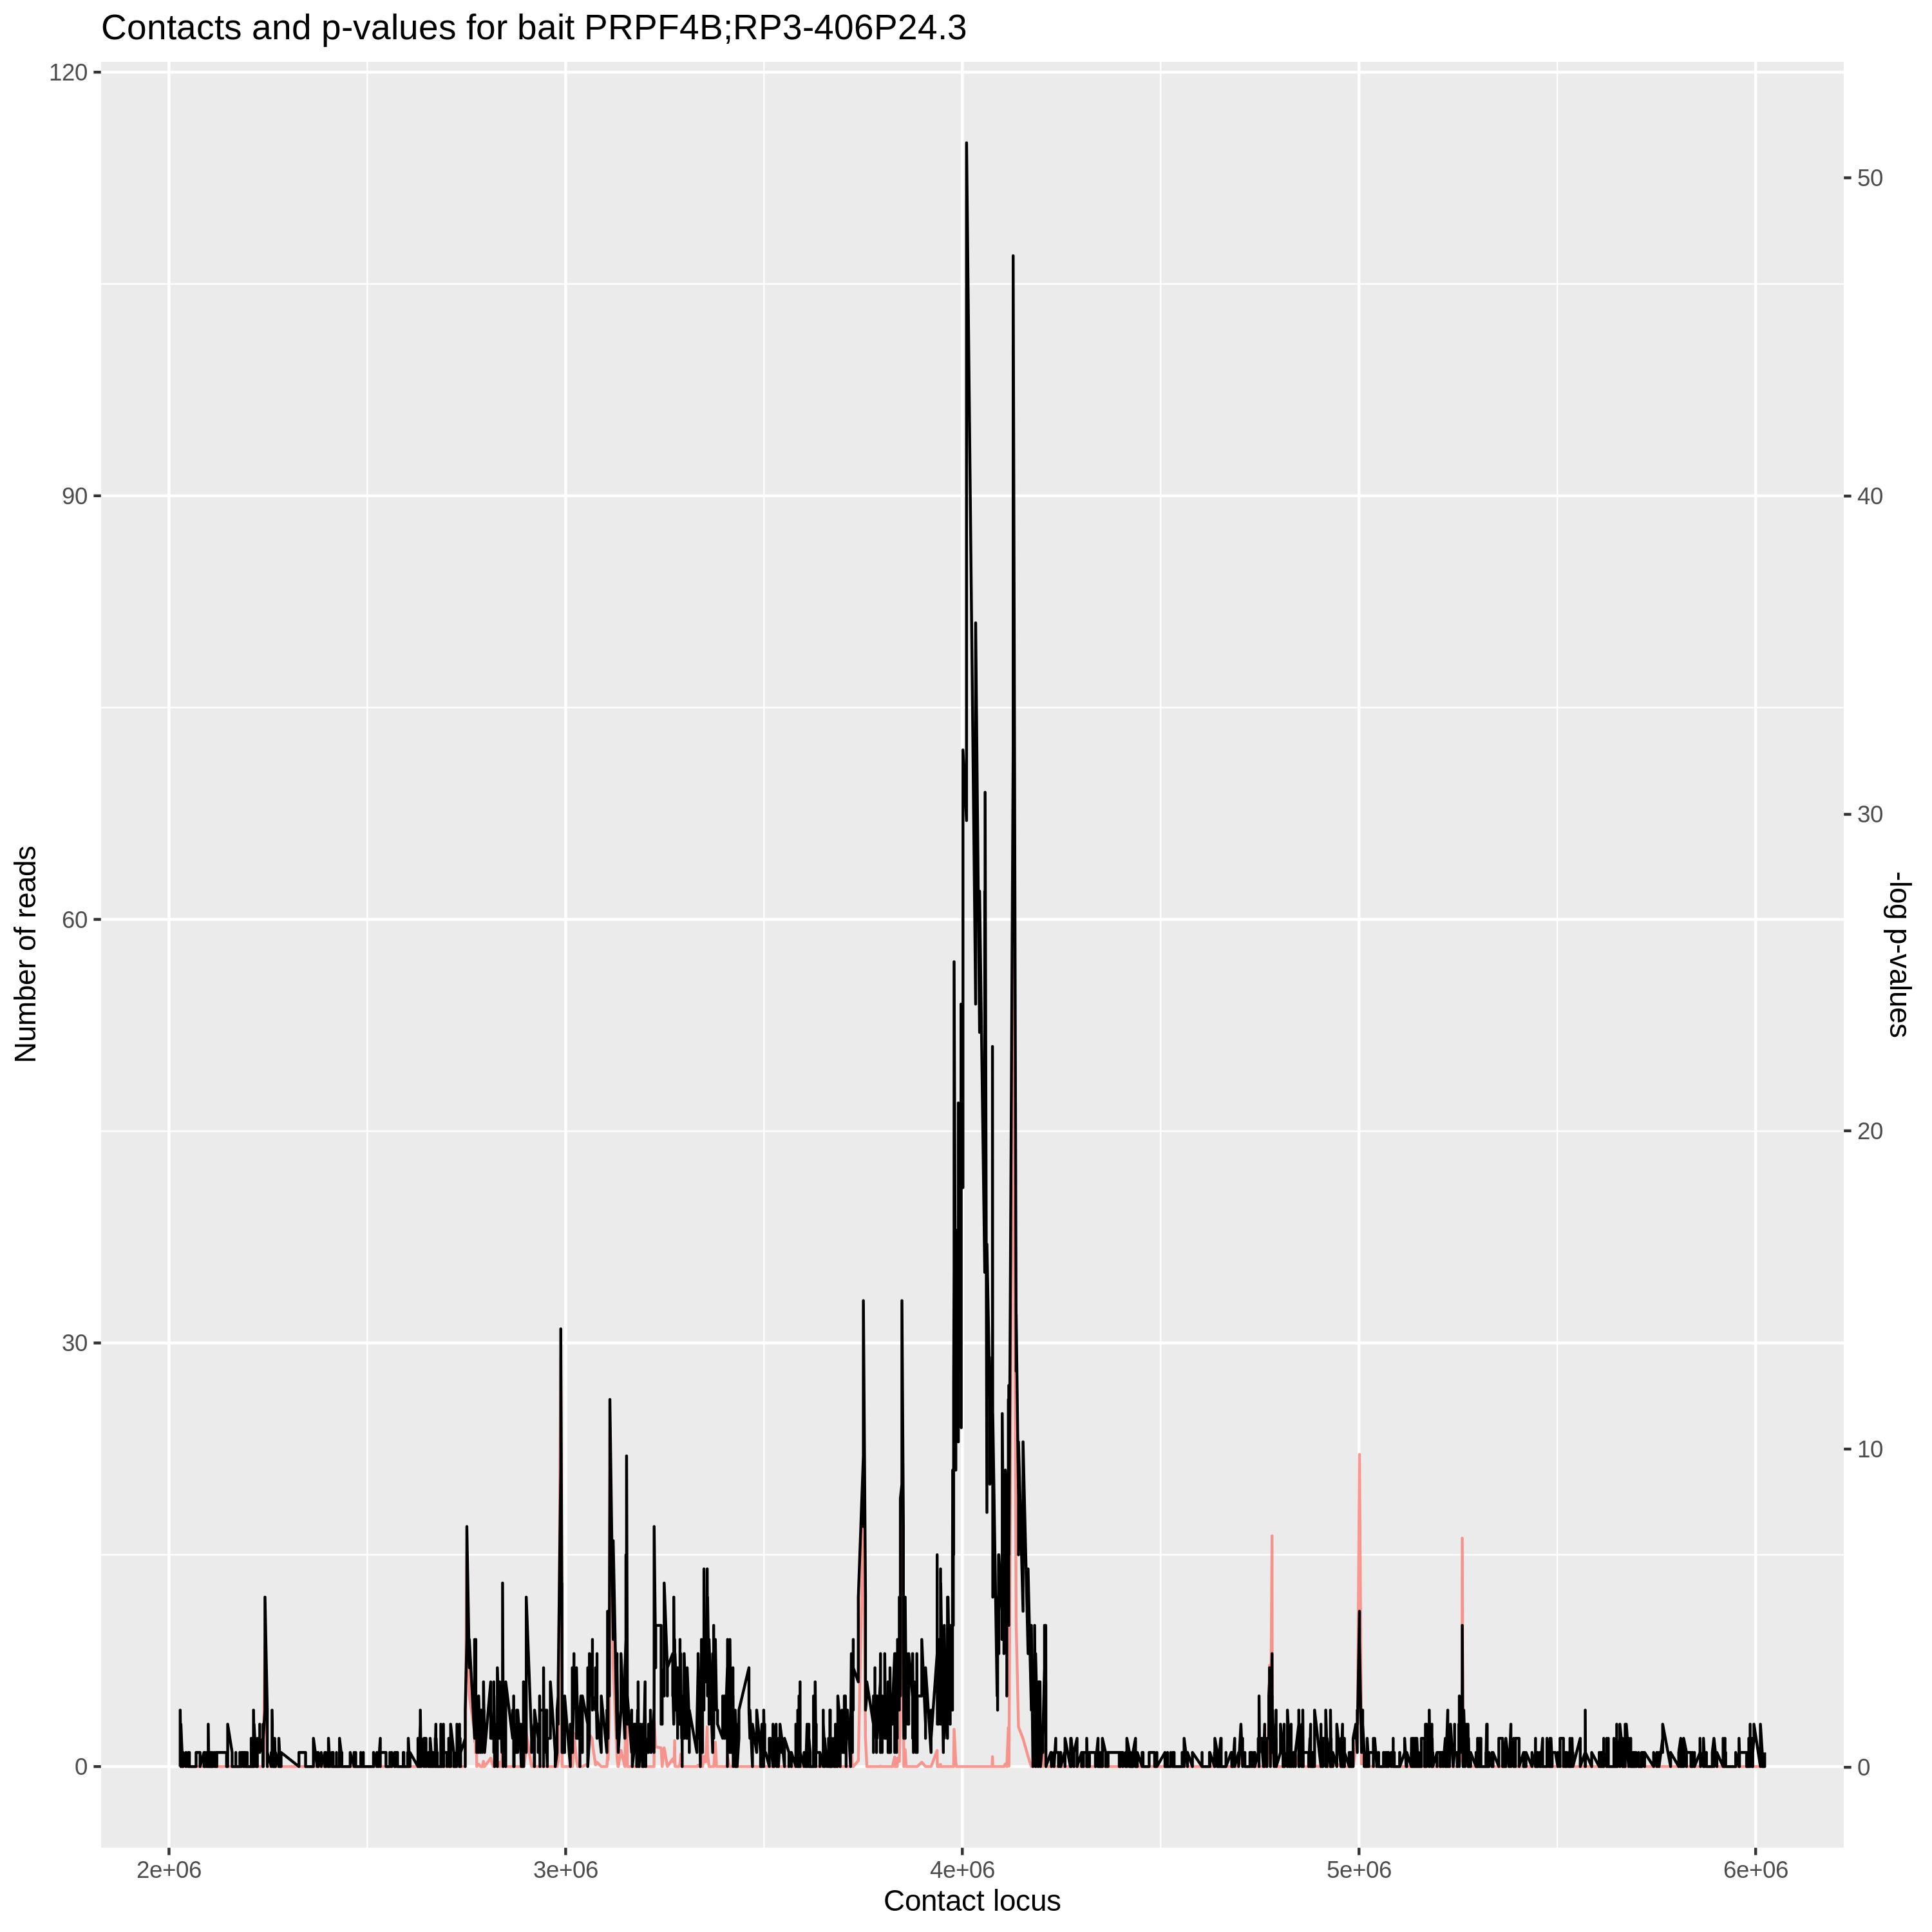 Contacts and p-values for bait PRPF4B;RP3-406P24.3
120
90
60
30
0
Number of reads
50
40
30
20
10
0
-log p-values
2e+06 3e+06 4e+06 5e+06 6e+06
Contact locus